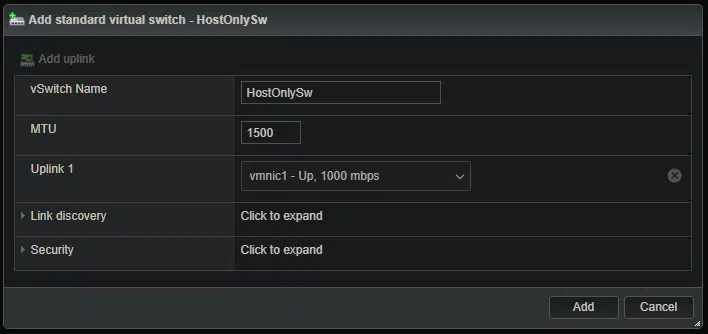 Add standard virtual switch - HostOnlySw
Add uplink
vSwitch Name HostOnlySw
MTU 1500
Uplink 1 vmnic1 - Up, 1000 mbps
Link discovery Click to expand
Security Click to expand
Add Cancel